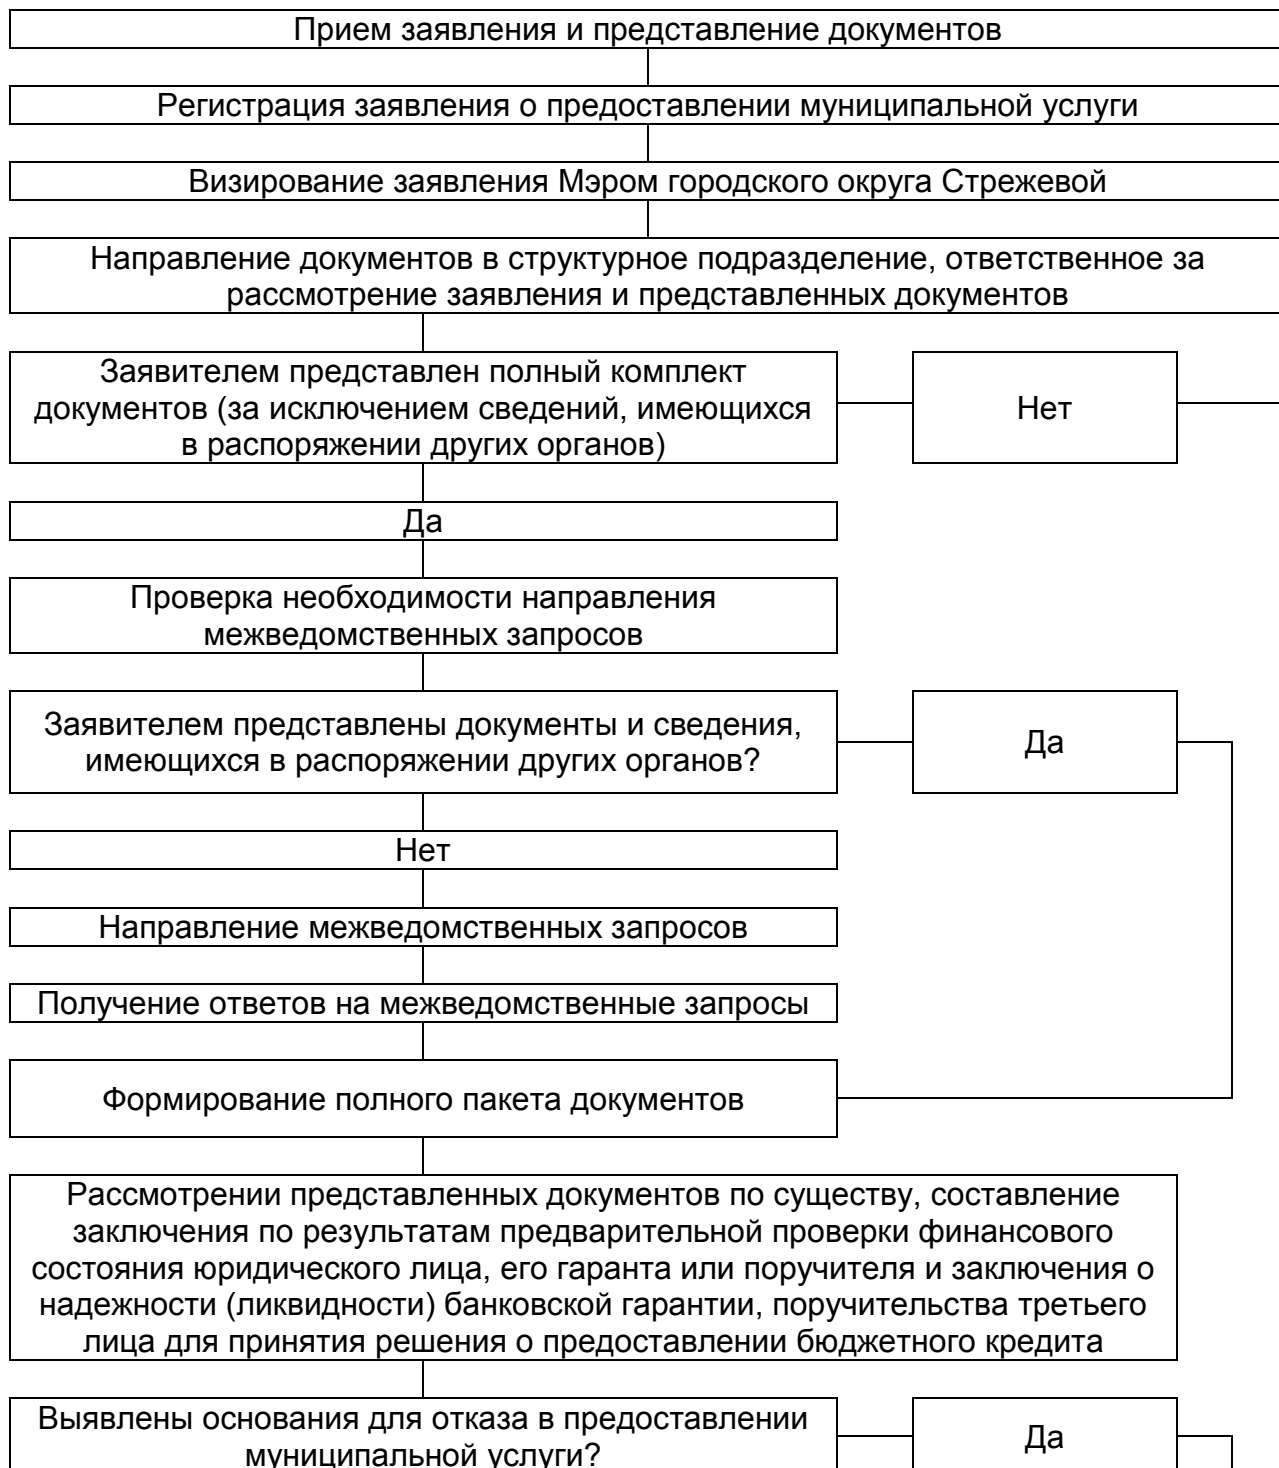 Прием заявления и представление документов
Регистрация заявления о предоставлении муниципальной услуги
Визирование заявления Мэром городского округа Стрежевой
Направление документов в структурное подразделение, ответственное за
рассмотрение заявления и представленных документов
Заявителем представлен полный комплект
документов (за исключением сведений, имеющихся
в распоряжении других органов)
Нет
Да
Проверка необходимости направления
межведомственных запросов
Заявителем представлены документы и сведения,
имеющихся в распоряжении других органов?
Да
Нет
Направление межведомственных запросов
Получение ответов на межведомственные запросы
Формирование полного пакета документов
Рассмотрении представленных документов по существу, составление
заключения по результатам предварительной проверки финансового
состояния юридического лица, его гаранта или поручителя и заключения о
надежности (ликвидности) банковской гарантии, поручительства третьего
лица для принятия решения о предоставлении бюджетного кредита
Выявлены основания для отказа в предоставлении
муниципальной услуги?
Да